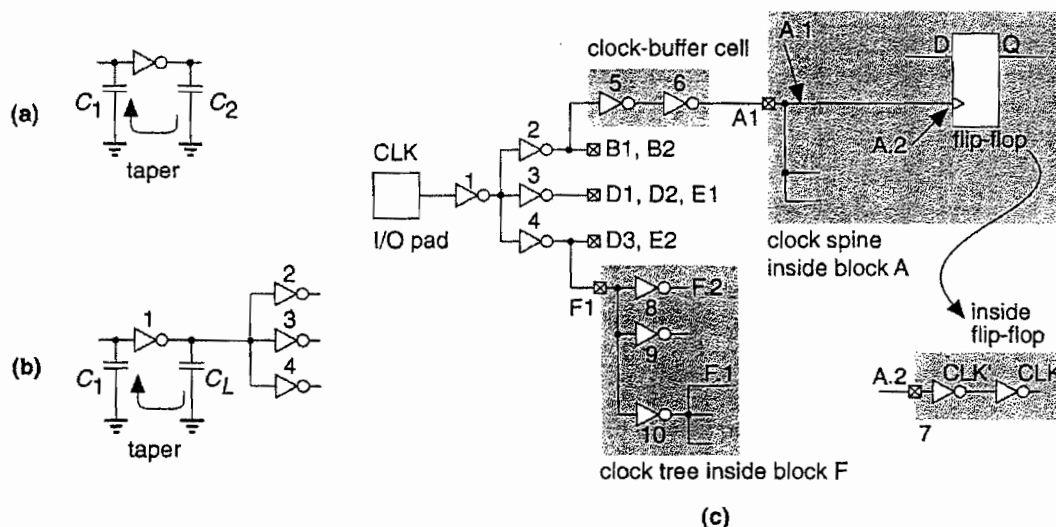 (a)
C1
C2
taper
(b)
1
C1
CL
2
3
4
taper
CLK
I/O pad
1
2
3
4
clock-buffer cell
5
6
A1
B1, B2
D1, D2, E1
D3, E2
F1
8
F.2
9
F.1
10
clock tree inside block F
A.1
D
Q
A.2
flip-flop
clock spine
inside block A
inside
flip-flop
A.2
CLK'
CLK
7
(c)